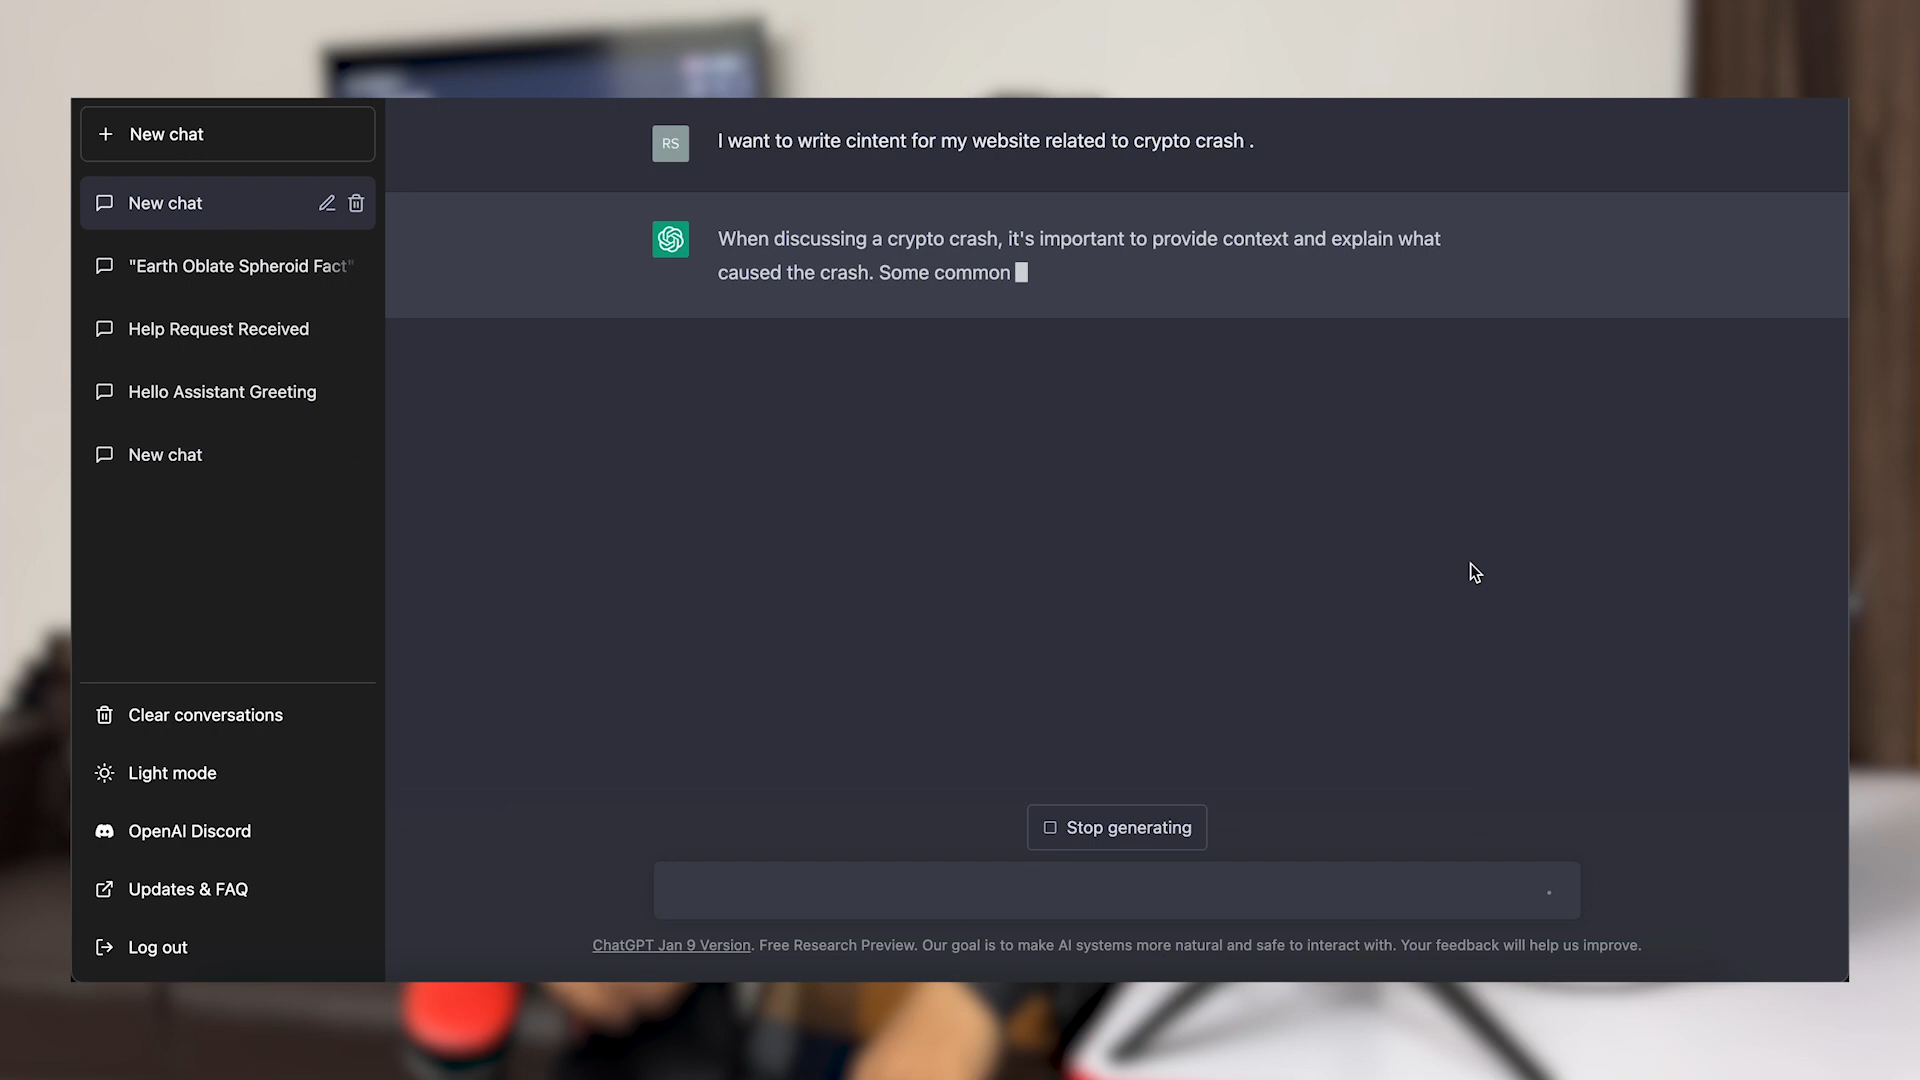 New chat
New chat
"Earth Oblate Spheroid Fact"
Help Request Received
Hello Assistant Greeting
New chat
Clear conversations
Light mode
OpenAI Discord
Updates & FAQ
Log out
RS
I want to write cintent for my website related to crypto crash .
When discussing a crypto crash, it's important to provide context and explain what
caused the crash. Some common
Stop generating
ChatGPT Jan 9 Version. Free Research Preview. Our goal is to make AI systems more natural and safe to interact with. Your feedback will help us improve.